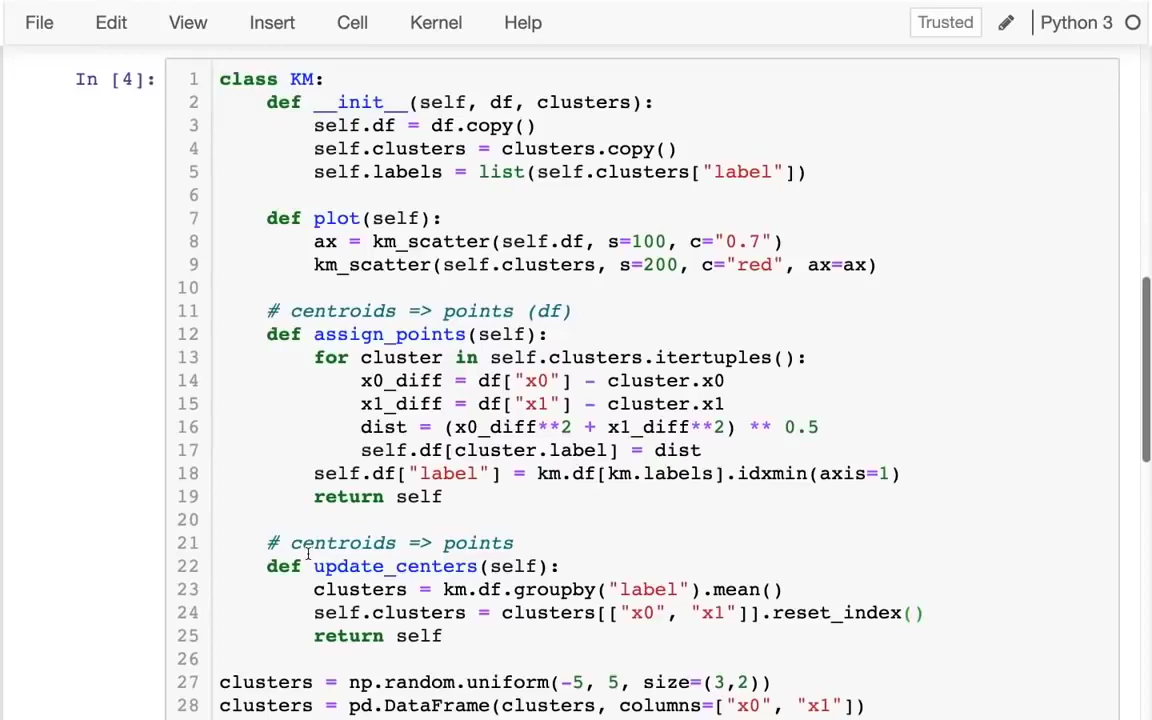 File Edit View Insert Cell Kernel Help Trusted Python 3
In [4]:
1 class KM:
2     def __init__(self, df, clusters):
3         self.df = df.copy()
4         self.clusters = clusters.copy()
5         self.labels = list(self.clusters["label"])
6
7     def plot(self):
8         ax = km_scatter(self.df, s=100, c="0.7")
9         km_scatter(self.clusters, s=200, c="red", ax=ax)
10
11     # centroids => points (df)
12     def assign_points(self):
13         for cluster in self.clusters.itertuples():
14             x0_diff = df["x0"] - cluster.x0
15             x1_diff = df["x1"] - cluster.x1
16             dist = (x0_diff**2 + x1_diff**2) ** 0.5
17             self.df[cluster.label] = dist
18         self.df["label"] = km.df[km.labels].idxmin(axis=1)
19         return self
20
21     # centroids => points
22     def update_centers(self):
23         clusters = km.df.groupby("label").mean()
24         self.clusters = clusters[["x0", "x1"]].reset_index()
25         return self
26
27 clusters = np.random.uniform(-5, 5, size=(3,2))
28 clusters = pd.DataFrame(clusters, columns=["x0", "x1"])